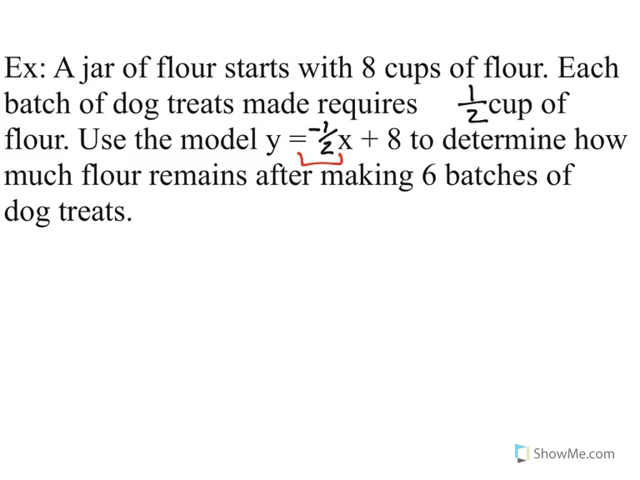 Ex: A jar of flour starts with 8 cups of flour. Each
batch of dog treats made requires 1/2 cup of
flour. Use the model y = -1/2 x + 8 to determine how
much flour remains after making 6 batches of
dog treats.
ShowMe.com